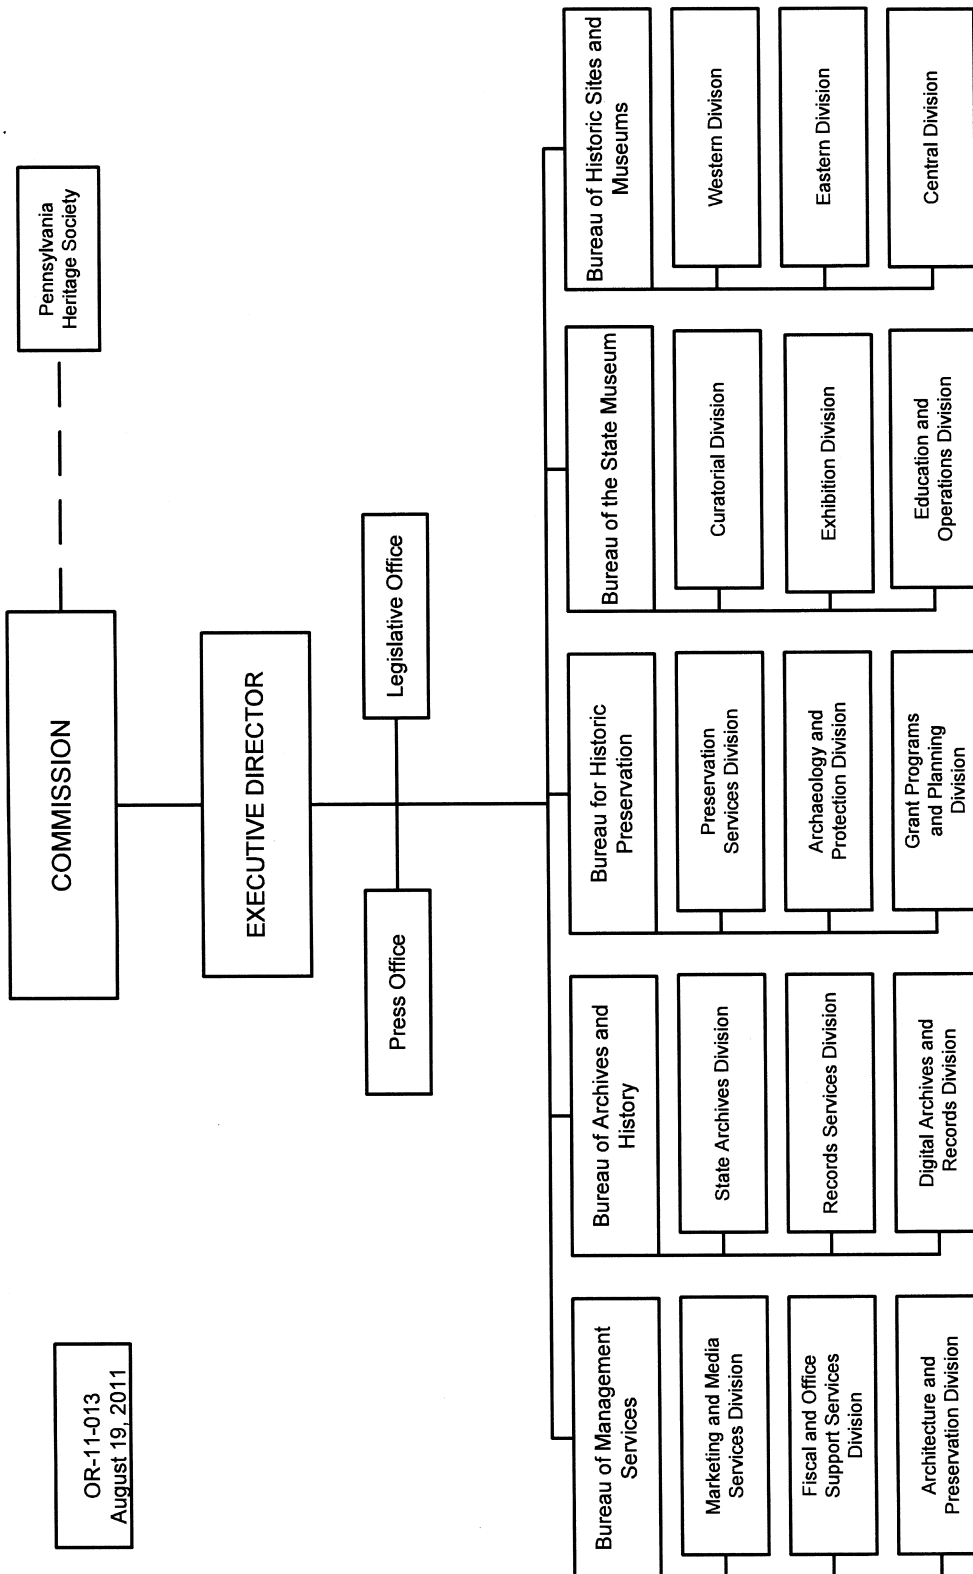 OR-11-013
August 19, 2011
COMMISSION
Pennsylvania
Heritage Society
EXECUTIVE DIRECTOR
Press Office
Legislative Office
Bureau of Management
Services
Marketing and Media
Services Division
Fiscal and Office
Support Services
Division
Architecture and
Preservation Division
Bureau of Archives and
History
State Archives Division
Records Services Division
Digital Archives and
Records Division
Bureau for Historic
Preservation
Preservation
Services Division
Archaeology and
Protection Division
Grant Programs
and Planning
Division
Bureau of the State Museum
Curatorial Division
Exhibition Division
Education and
Operations Division
Bureau of Historic Sites and
Museums
Western Divison
Eastern Division
Central Division